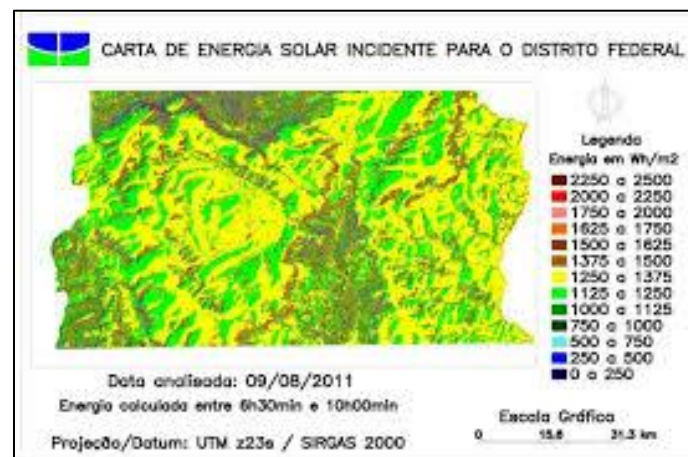 CARTA DE ENERGIA SOLAR INCIDENTE PARA O DISTRITO FEDERAL
Legenda
Energia em Wh/m2
2250 a 2500
2000 a 2250
1750 a 2000
1625 a 1750
1500 a 1625
1375 a 1500
1250 a 1375
1125 a 1250
1000 a 1125
750 a 1000
500 a 750
250 a 500
0 a 250
Data analisada: 09/08/2011
Energia calculada entre 6h30min e 10h00min
Projeção/Datum: UTM z23s / SIRGAS 2000
Escala Gráfica
0 15.6 31.3 km